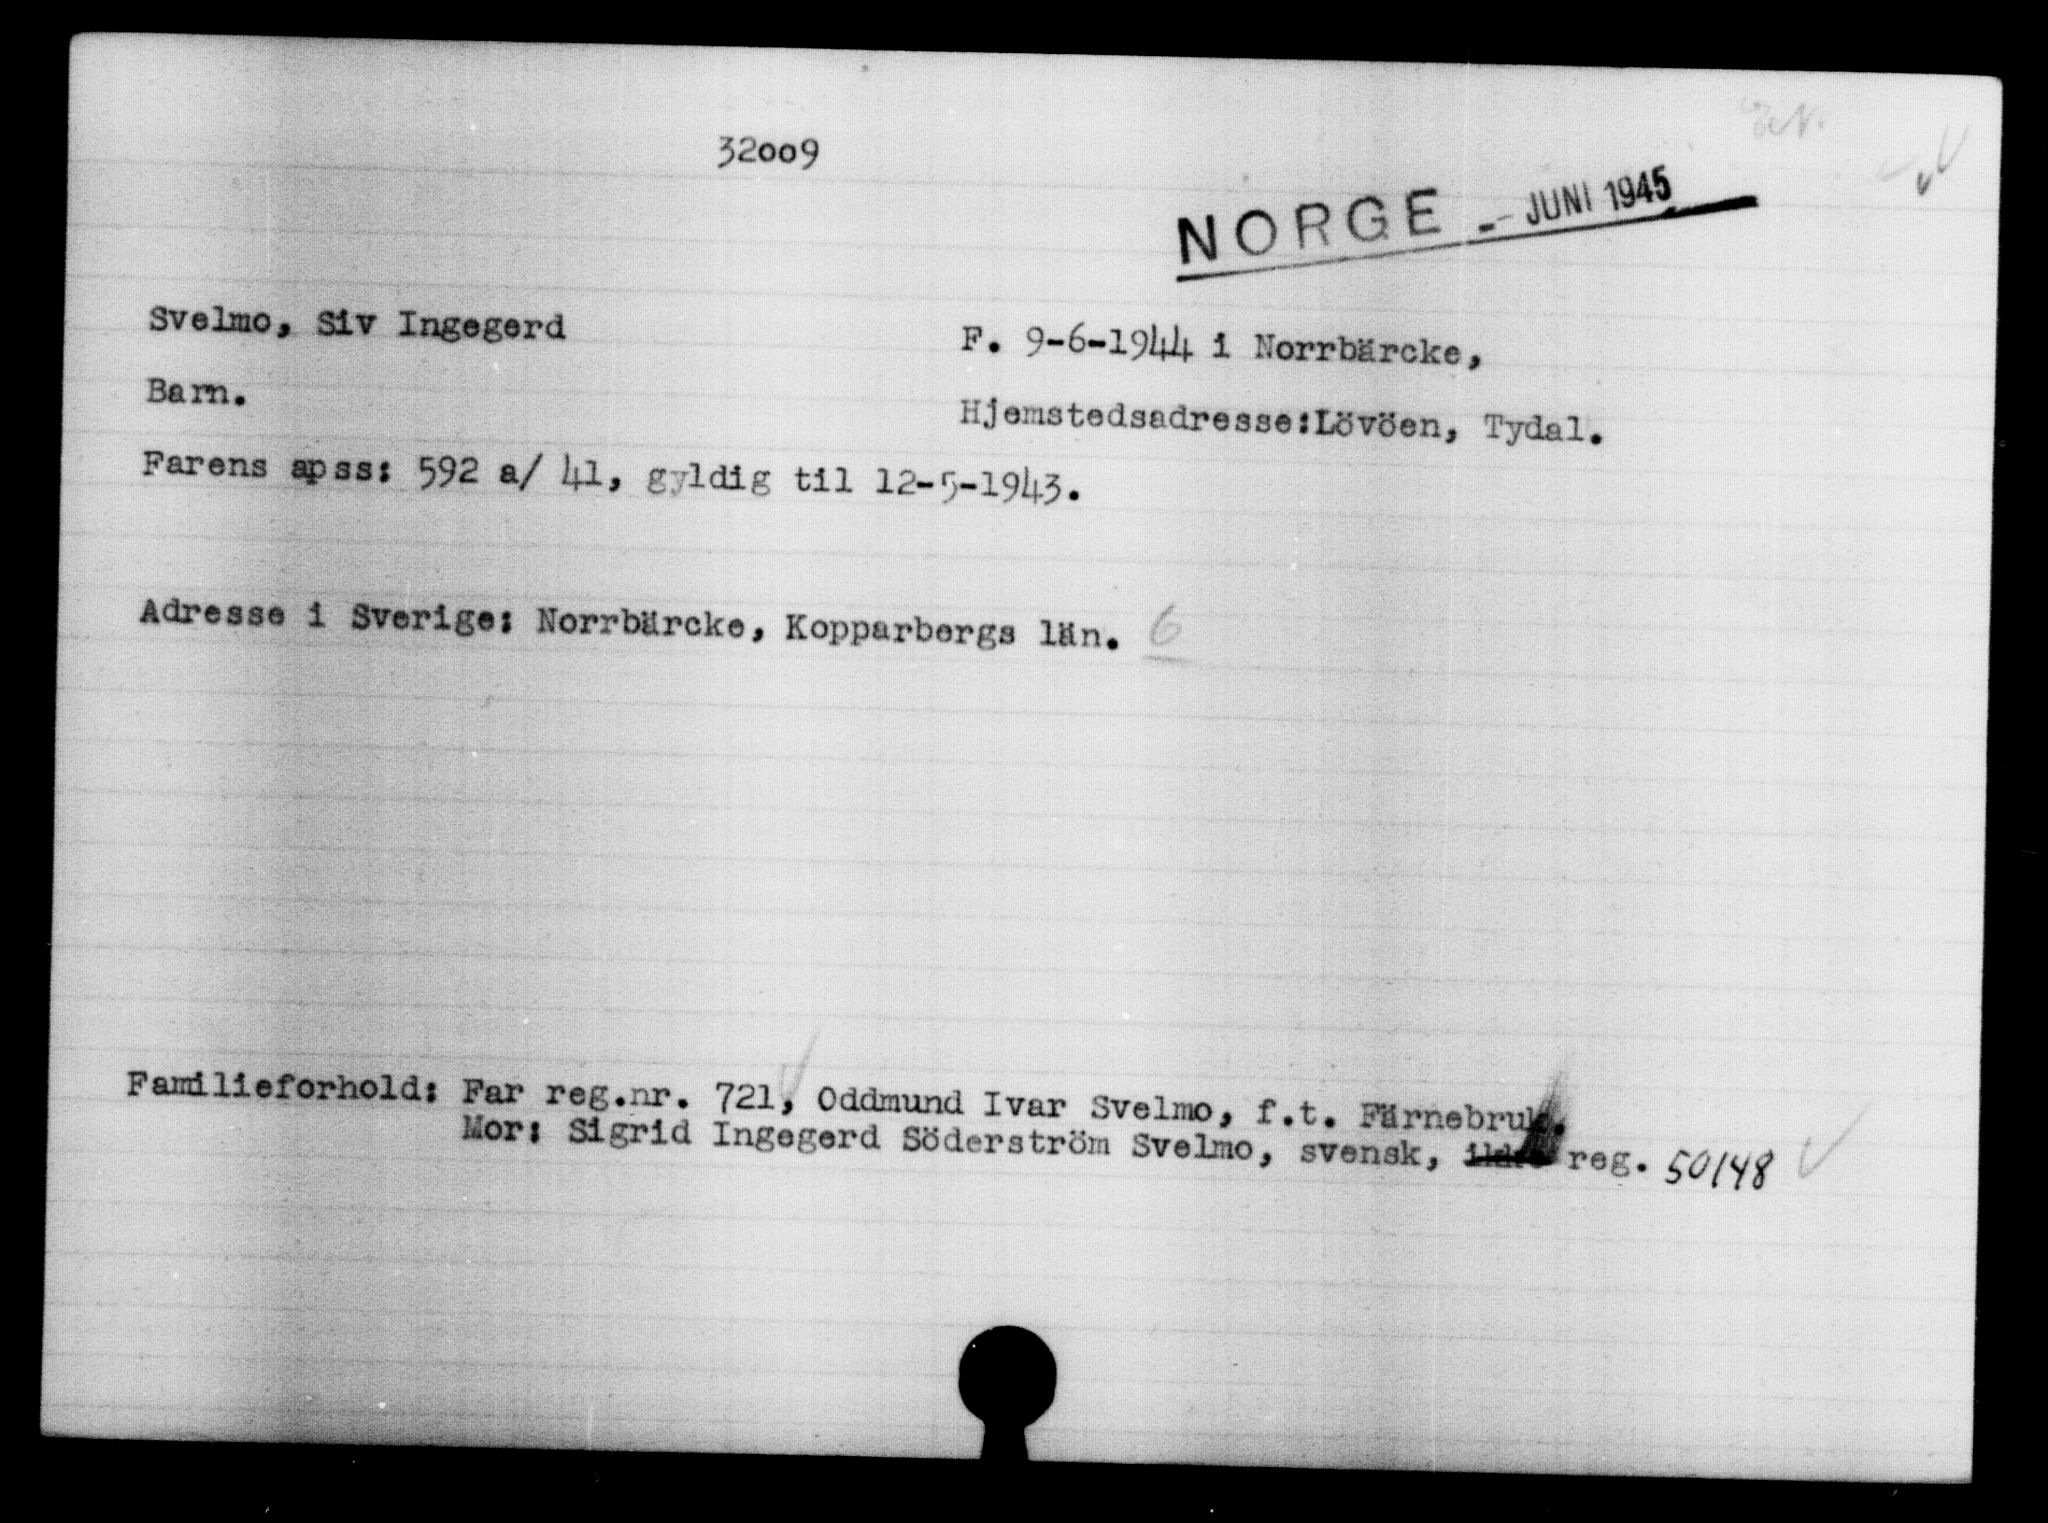 32009
NORGE - - JUNI 1945
Svelmo, Siv Ingegerd
F. 9-6-1944 i Norrbärcke,
Barn.
Hjemstedsadresse:Lövöen, Tydal.
Farens apss: 592 a/ 41, gyldig til 12-5-1943.
Adresse i Sverige: Norrbärcke, Kopparbergs län. 6
Familieforhold: Far reg.nr. 721, Oddmund Ivar Svelmo, f.t. Färnebruk.
Mor: Sigrid Ingegerd Söderström Svelmo, svensk, ikke reg. 50148